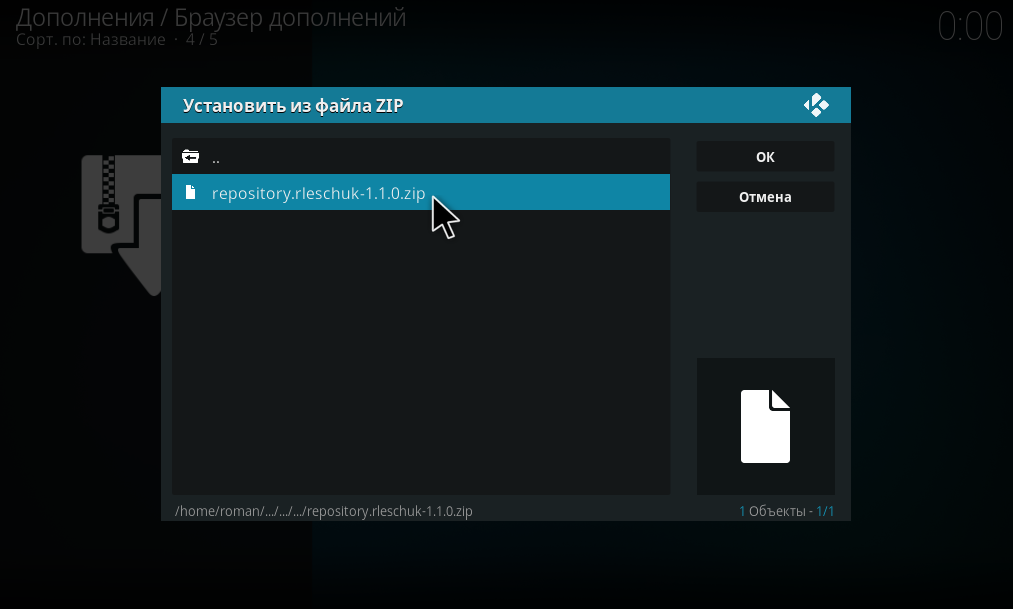 Дополнения / Браузер дополнений
Сорт. по: Название · 4 / 5
0:00
Установить из файла ZIP
..
repository.rleschuk-1.1.0.zip
OK
Отмена
/home/roman/.../.../.../repository.rleschuk-1.1.0.zip
1 Объекты - 1/1